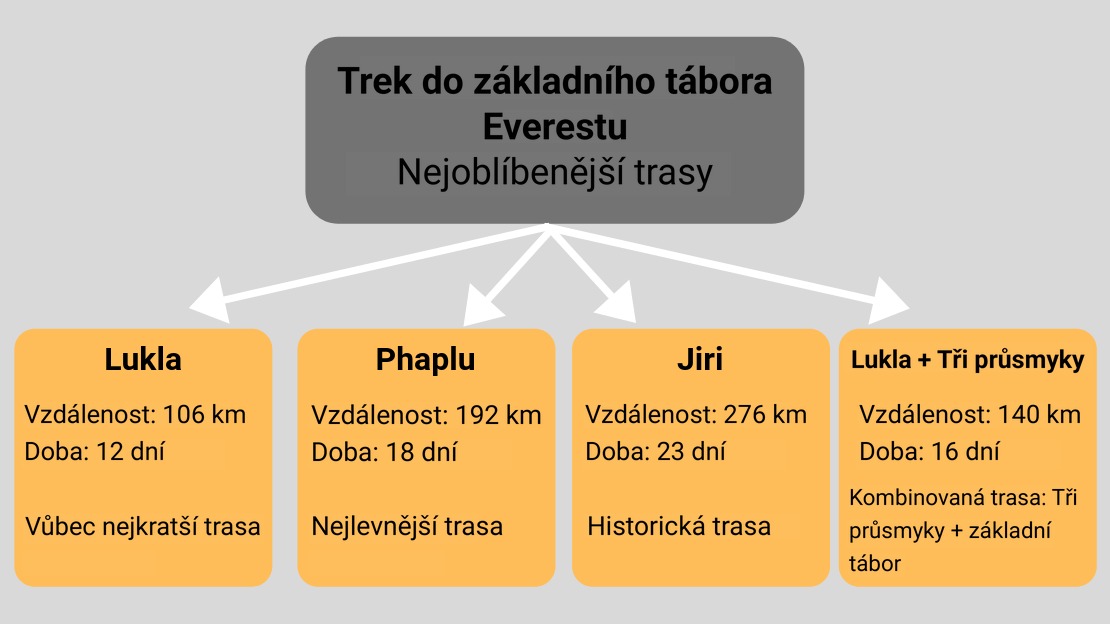 Trek do základního tábora
Everestu
Nejoblíbenější trasy
Lukla
Vzdálenost: 106 km
Doba: 12 dní
Vůbec nejkratší trasa
Phaplu
Vzdálenost: 192 km
Doba: 18 dní
Nejlevnější trasa
Jiri
Vzdálenost: 276 km
Doba: 23 dní
Historická trasa
Lukla + Tři průsmyky
Vzdálenost: 140 km
Doba: 16 dní
Kombinovaná trasa: Tři
průsmyky + základní
tábor